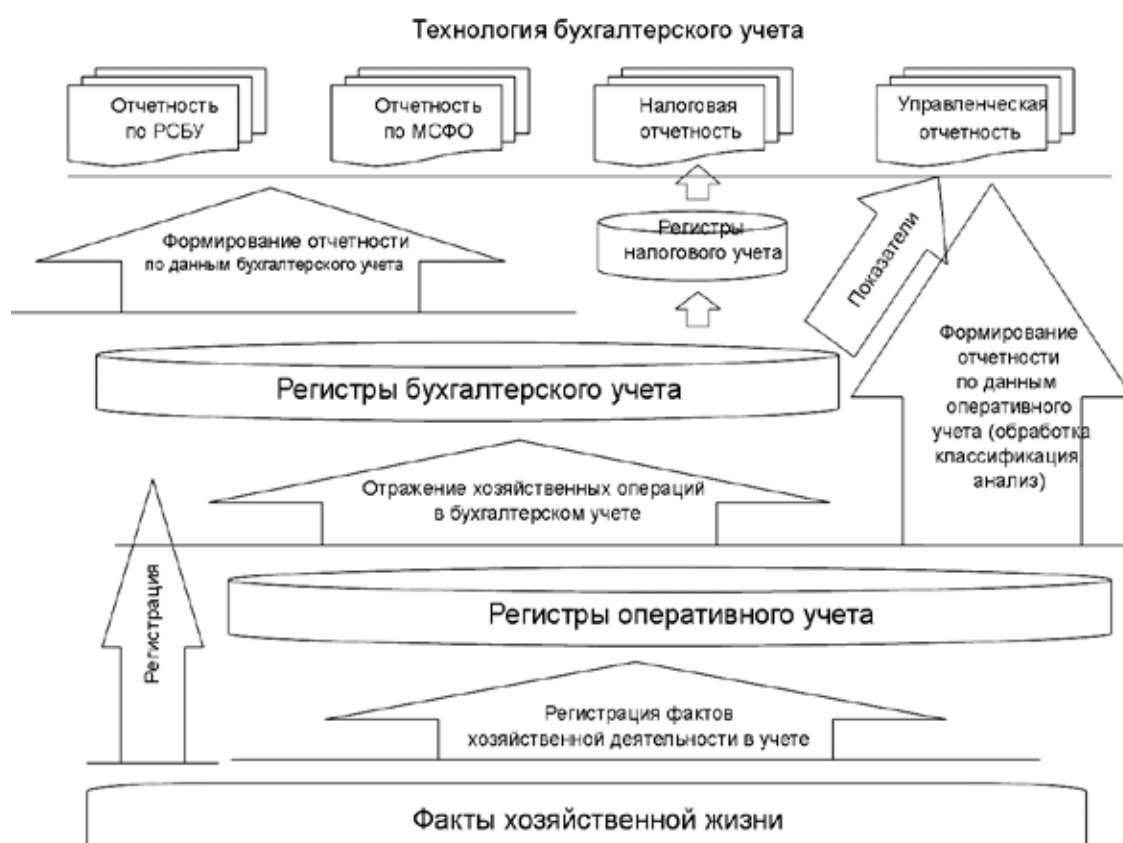 Технология бухгалтерского учета
Отчетность
по РСБУ
Отчетность
по МСФО
Налоговая
отчетность
Управленческая
отчетность
Формирование отчетности
по данным бухгалтерского учета
Регистры
налогового учета
Показатели
Формирование
отчетности
по данным
оперативного
учета (обработка
классификация
анализ)
Регистры бухгалтерского учета
Отражение хозяйственных операций
в бухгалтерском учете
Регистрация
Регистры оперативного учета
Регистрация фактов
хозяйственной деятельности в учете
Факты хозяйственной жизни